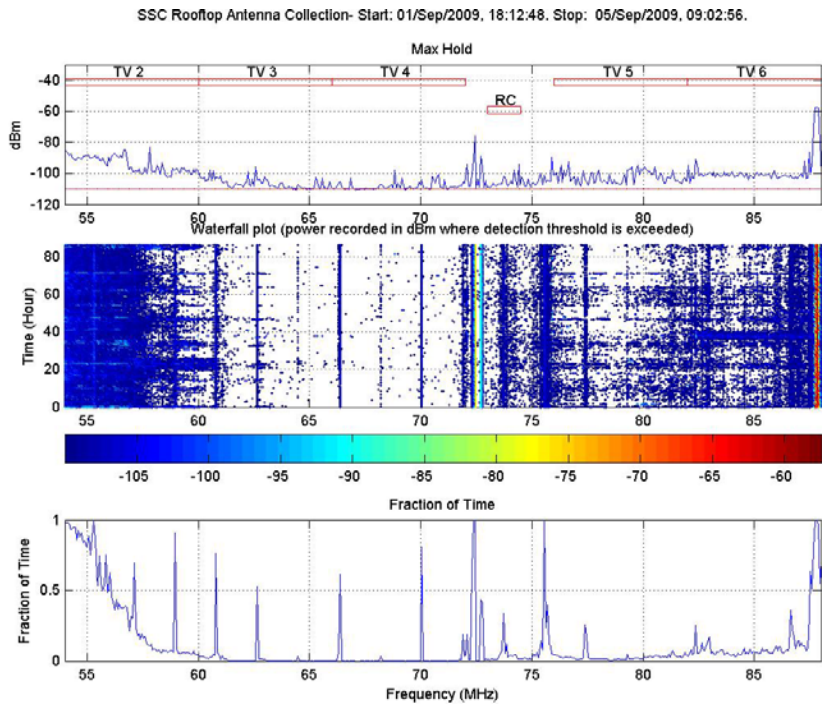 SSC Rooftop Antenna Collection- Start: 01/Sep/2009, 18:12:48. Stop: 05/Sep/2009, 09:02:56.
Max Hold
TV 2 TV 3 TV 4 TV 5 TV 6
RC
-40
-60
-80
-100
-120
dBm
55 60 65 70 75 80 85
Waterfall plot (power recorded in dBm where detection threshold is exceeded)
80
60
40
20
0
Time (Hour)
55 60 65 70 75 80 85
-105 -100 -95 -90 -85 -80 -75 -70 -65 -60
Fraction of Time
1
0.5
0
Fraction of Time
55 60 65 70 75 80 85
Frequency (MHz)